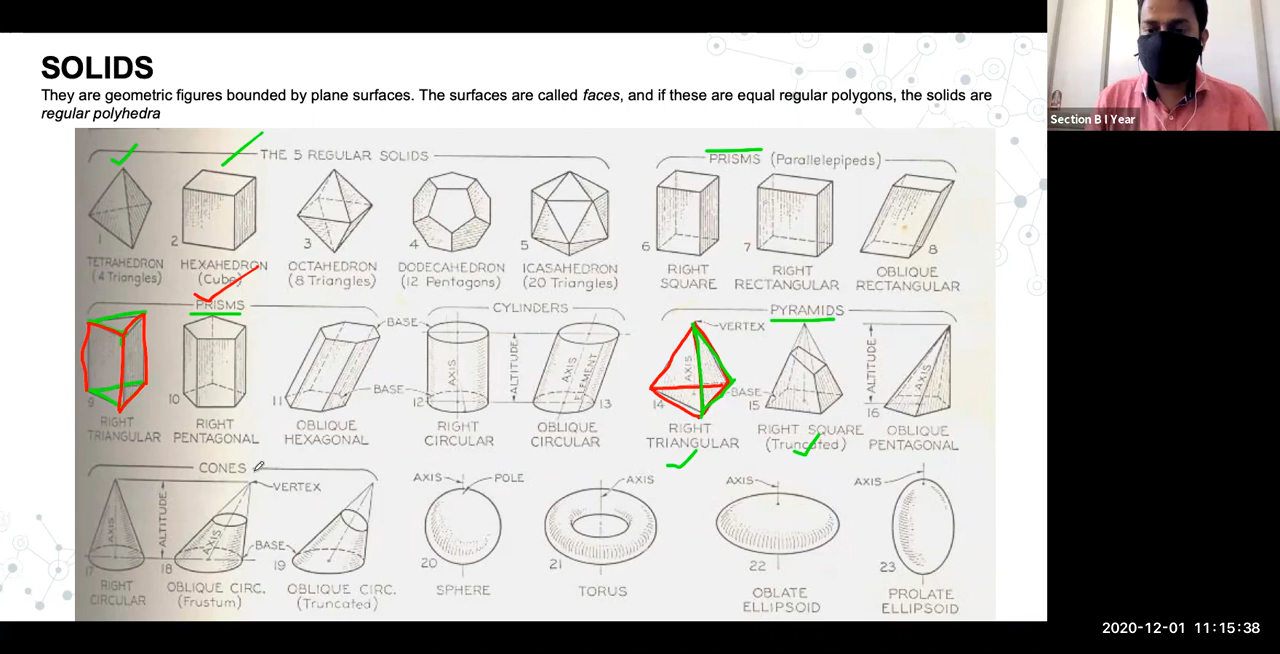 SOLIDS
They are geometric figures bounded by plane surfaces. The surfaces are called faces, and if these are equal regular polygons, the solids are
regular polyhedra
Section B I Year
THE 5 REGULAR SOLIDS
PRISMS (Parallelepipeds)
1
2
3
4
5
6
7
8
TETRAHEDRON
(4 Triangles)
HEXAHEDRON
(Cube)
OCTAHEDRON
(8 Triangles)
DODECAHEDRON
(12 Pentagons)
ICASAHEDRON
(20 Triangles)
RIGHT
SQUARE
RIGHT
RECTANGULAR
OBLIQUE
RECTANGULAR
PRISMS
CYLINDERS
PYRAMIDS
BASE
BASE
AXIS
ALTITUDE
AXIS
ELEMENT
VERTEX
AXIS
BASE
ALTITUDE
AXIS
9
10
11
12
13
14
15
16
RIGHT
TRIANGULAR
RIGHT
PENTAGONAL
OBLIQUE
HEXAGONAL
RIGHT
CIRCULAR
OBLIQUE
CIRCULAR
RIGHT
TRIANGULAR
RIGHT SQUARE
(Truncated)
OBLIQUE
PENTAGONAL
CONES
VERTEX
AXIS
ALTITUDE
AXIS
BASE
AXIS
POLE
AXIS
AXIS
AXIS
17
18
19
20
21
22
23
RIGHT
CIRCULAR
OBLIQUE CIRC.
(Frustum)
OBLIQUE CIRC.
(Truncated)
SPHERE
TORUS
OBLATE
ELLIPSOID
PROLATE
ELLIPSOID
2020-12-01 11:15:38